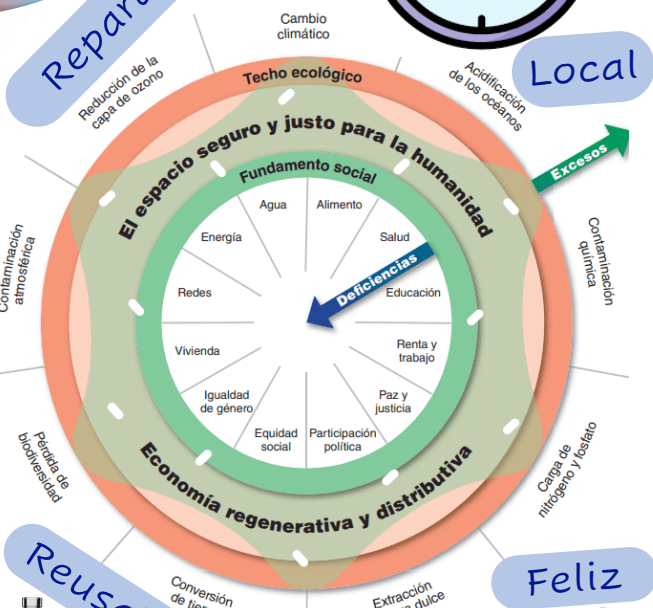 Cambio
climático
Reducción de la
capa de ozono
Acidificación
de los océanos
Local
Techo ecológico
El espacio seguro y justo para la humanidad
Excesos
Fundamento social
Agua
Alimento
Energía
Salud
Deficiencias
Redes
Educación
Contaminación
atmosférica
Contaminación
química
Vivienda
Renta y
trabajo
Igualdad
de género
Paz y
justicia
Equidad
social
Participación
política
Economía regenerativa y distributiva
Pérdida de
biodiversidad
Carga de
nitrógeno y fosfato
Conversión
de
Extracción
dulce
Feliz